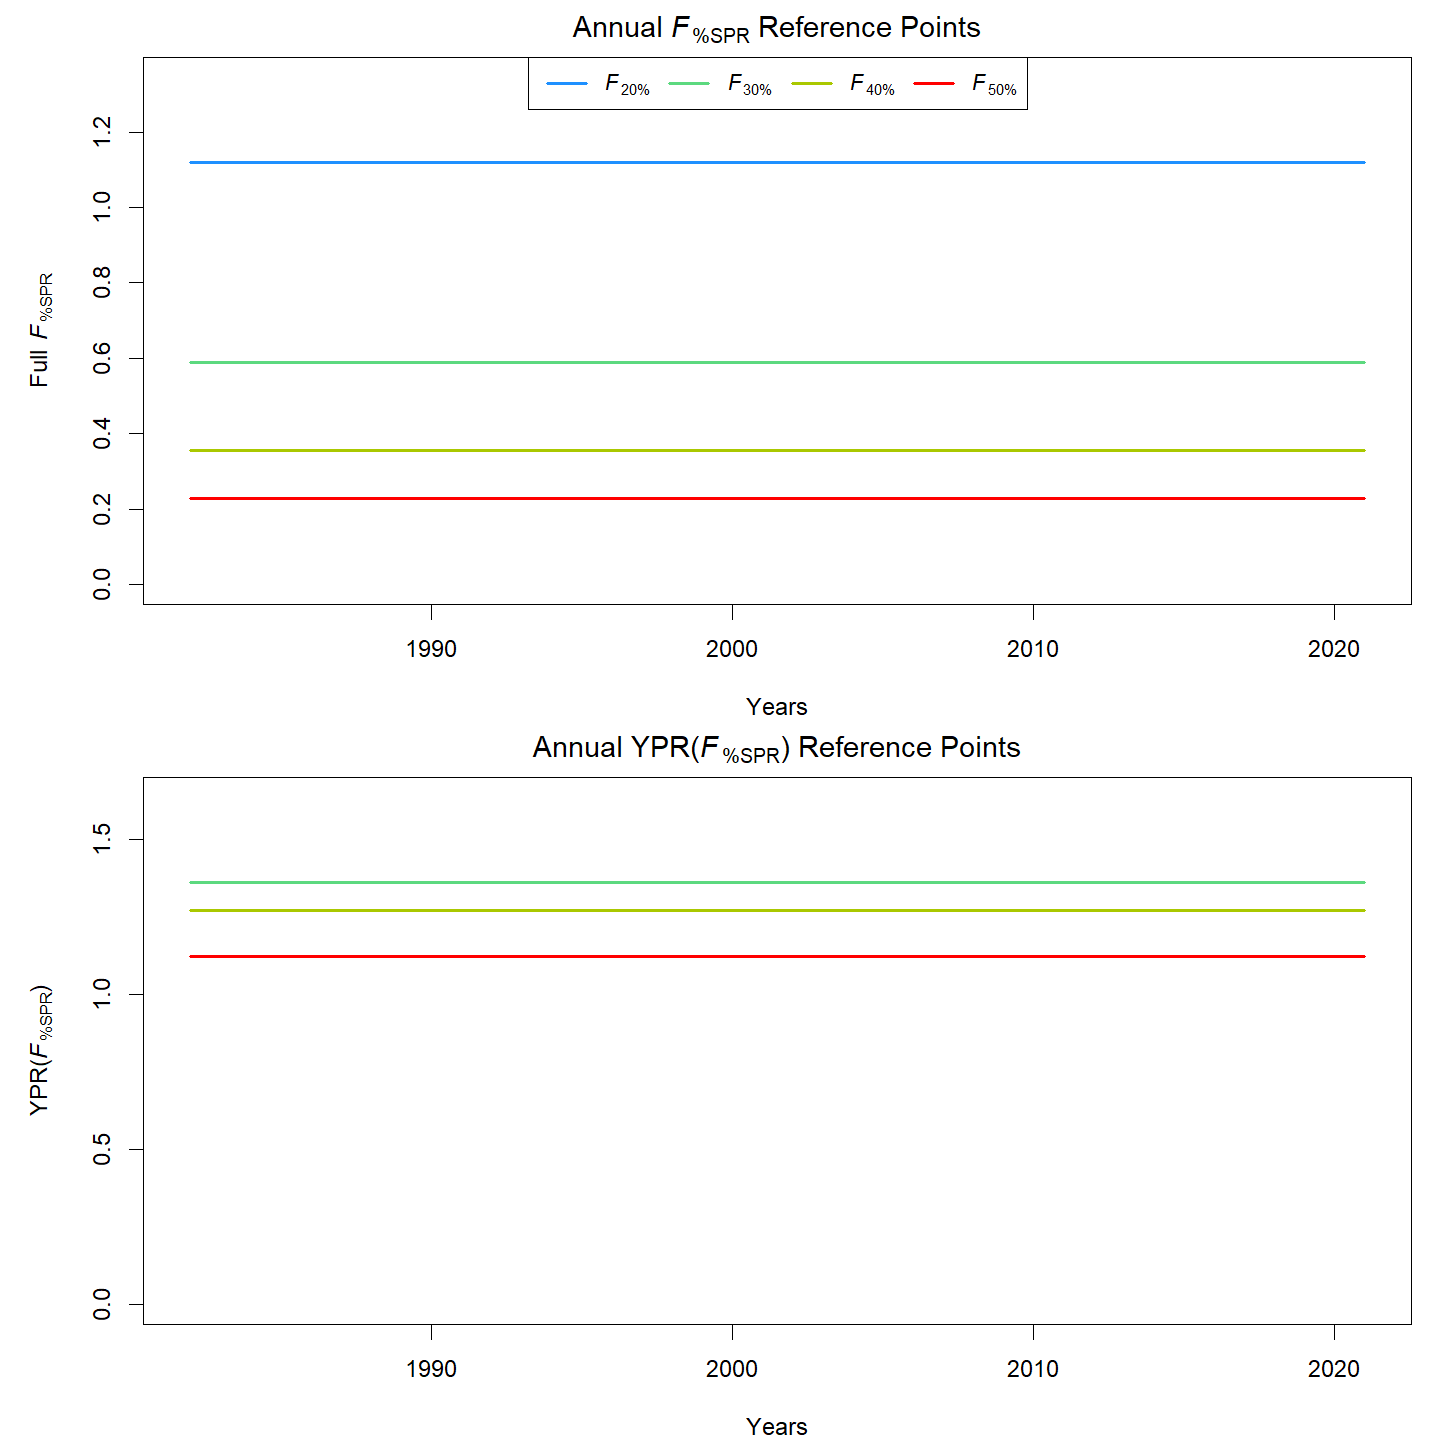 Annual F%SPR Reference Points
F20% F30% F40% F50%
Full F%SPR
1.2
1.0
0.8
0.6
0.4
0.2
0.0
1990 2000 2010 2020
Years
Annual YPR(F%SPR) Reference Points
YPR(F%SPR)
1.5
1.0
0.5
0.0
1990 2000 2010 2020
Years